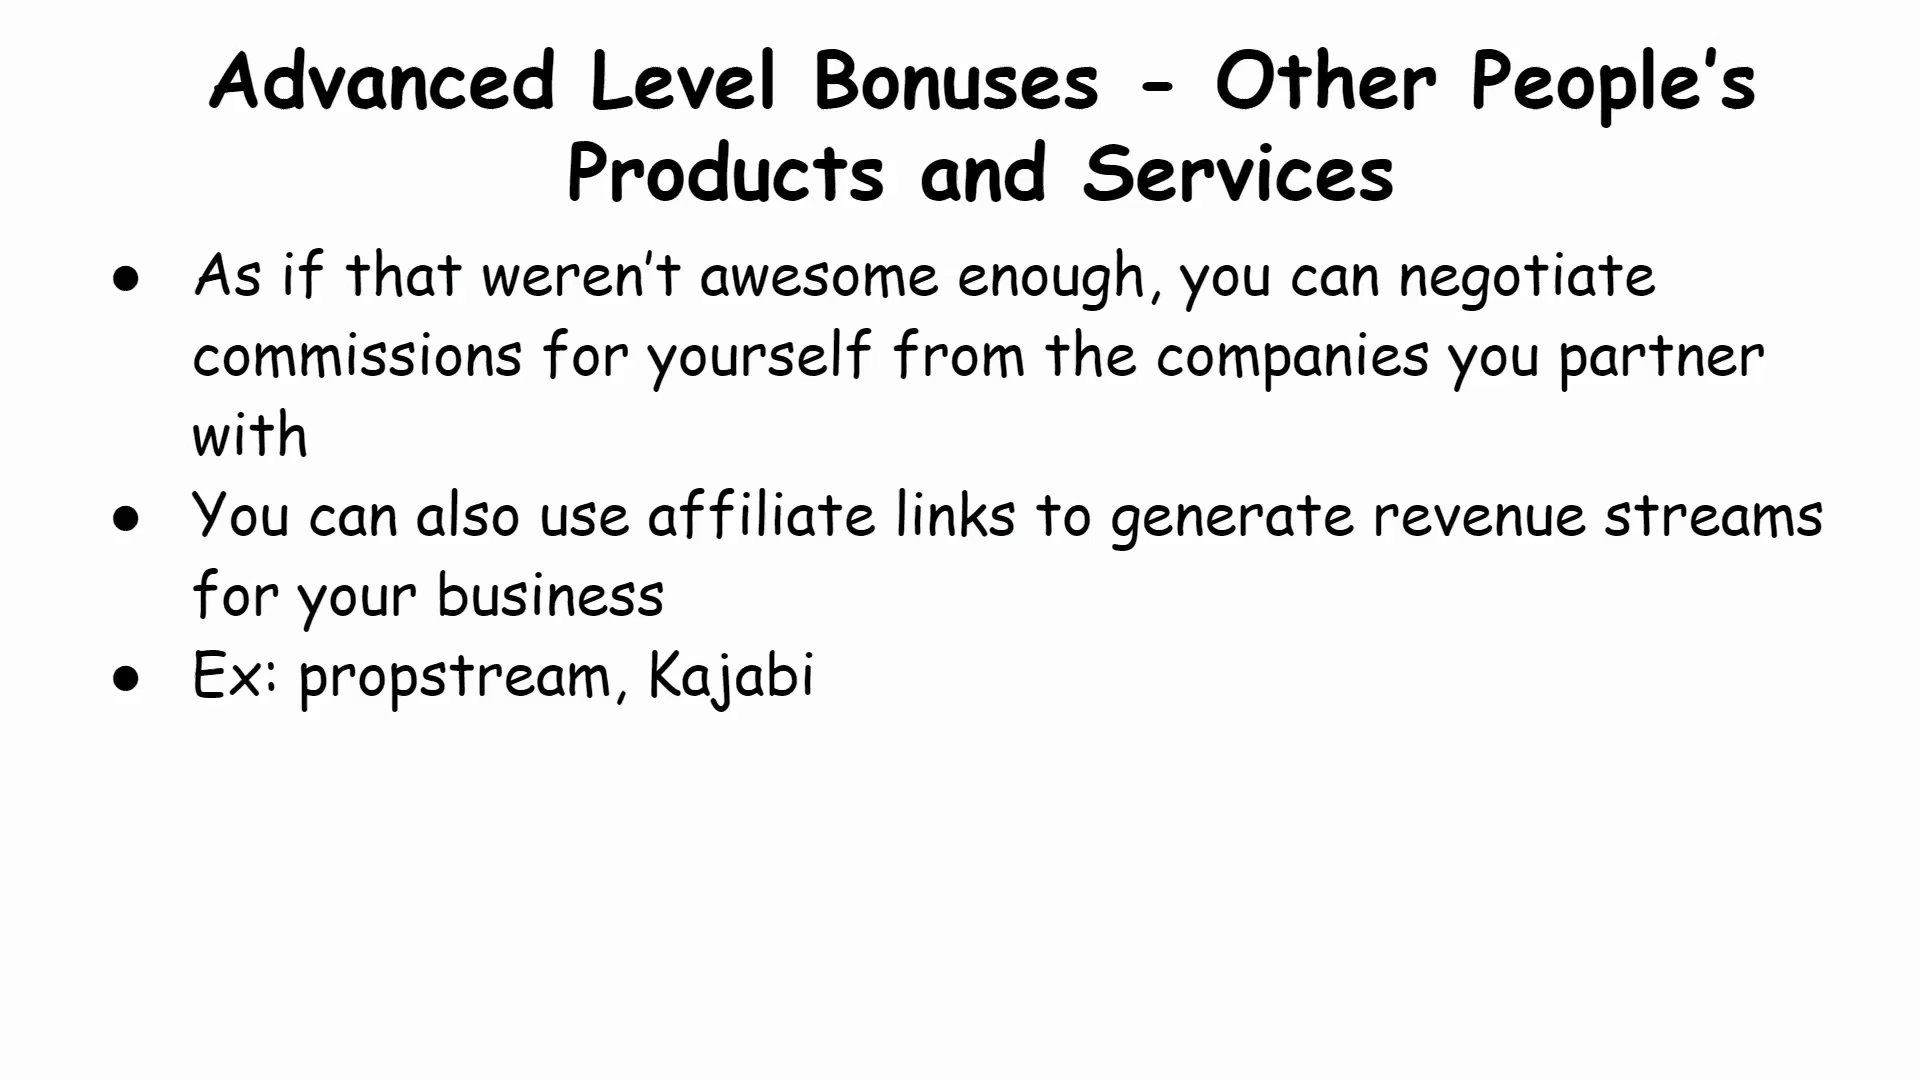 Advanced Level Bonuses - Other People’s
Products and Services
● As if that weren’t awesome enough, you can negotiate
commissions for yourself from the companies you partner
with
● You can also use affiliate links to generate revenue streams
for your business
● Ex: propstream, Kajabi